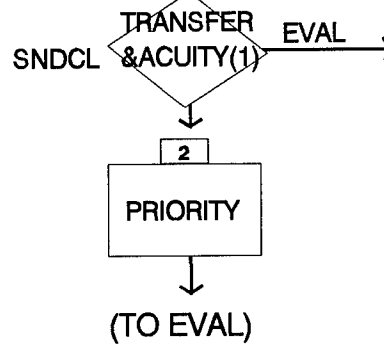 TRANSFER
EVAL
SNDCL &ACUITY(1)
2
PRIORITY
(TO EVAL)